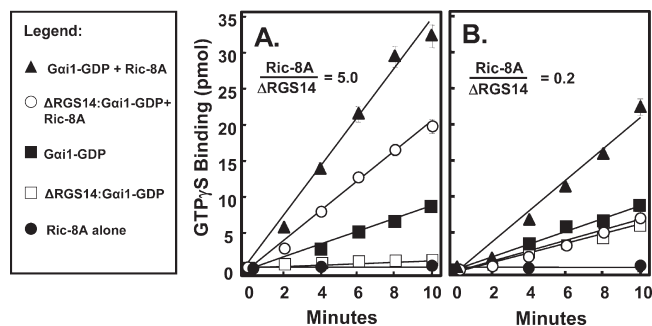 Legend:
Gαi1-GDP + Ric-8A
ΔRGS14:Gαi1-GDP+
Ric-8A
Gαi1-GDP
ΔRGS14:Gαi1-GDP
Ric-8A alone
GTPγS Binding (pmol)
35
30
25
20
15
10
5
0
A.
Ric-8A
ΔRGS14
= 5.0
0 2 4 6 8 10
Minutes
B.
Ric-8A
ΔRGS14
= 0.2
0 2 4 6 8 10
Minutes